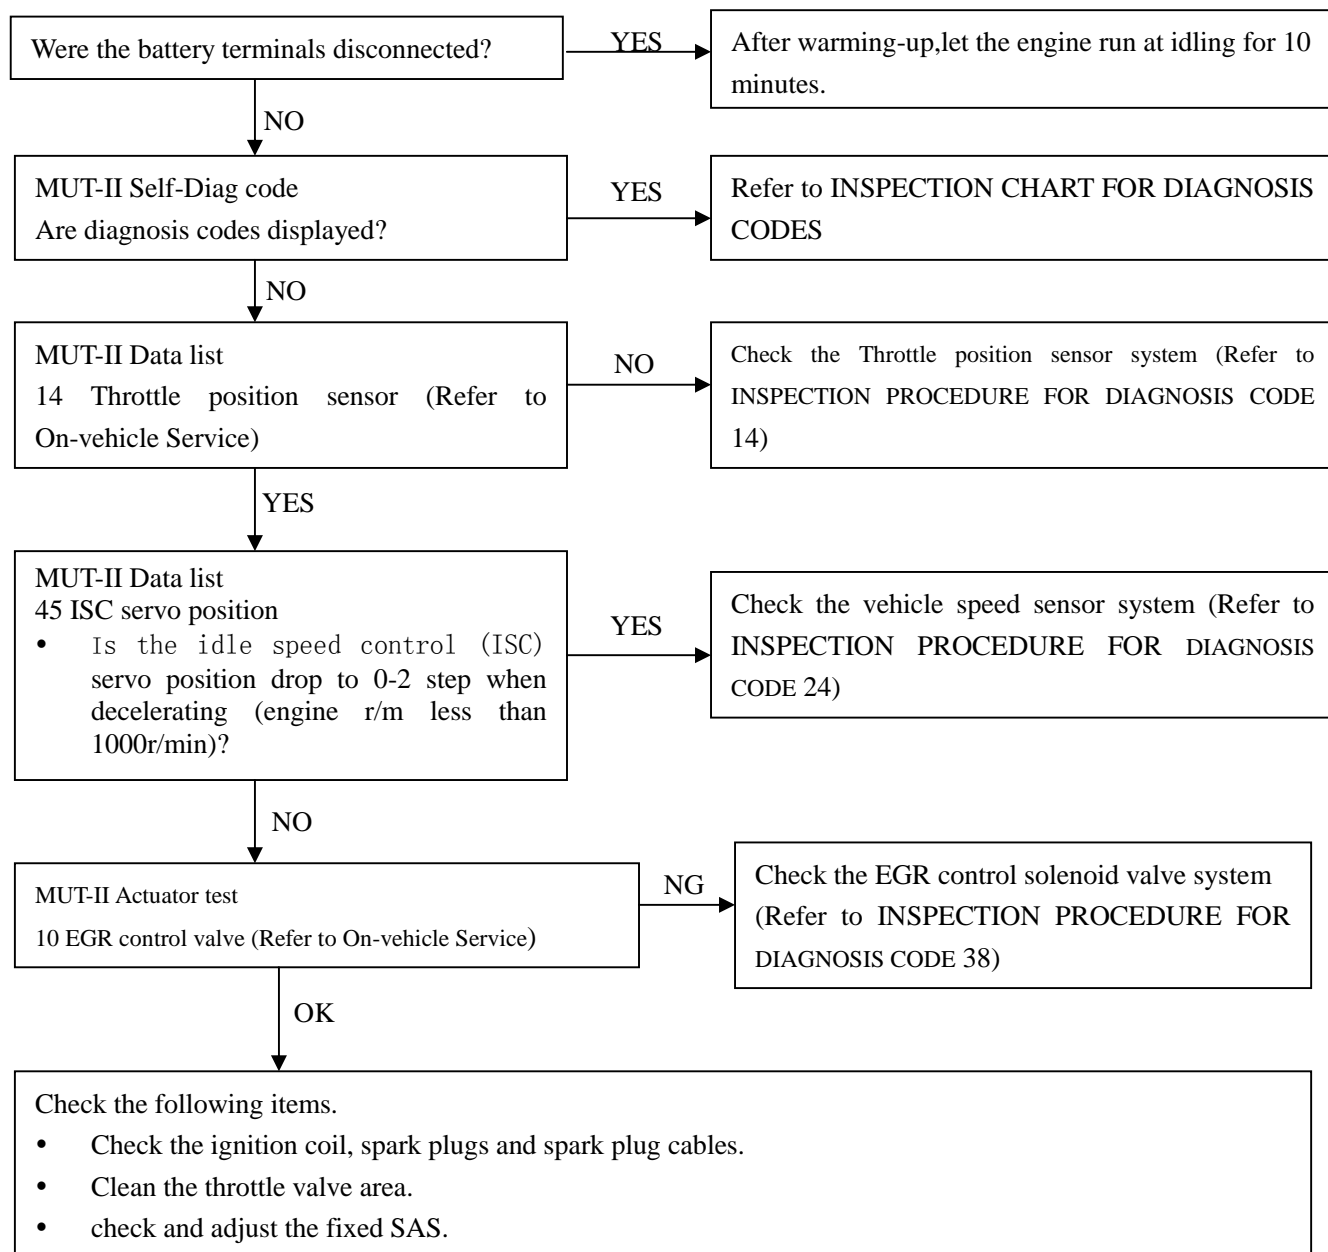 Were the battery terminals disconnected?
YES
After warming-up,let the engine run at idling for 10
minutes.
NO
MUT-II Self-Diag code
Are diagnosis codes displayed?
YES
Refer to INSPECTION CHART FOR DIAGNOSIS
CODES
NO
MUT-II Data list
14 Throttle position sensor (Refer to
On-vehicle Service)
NO
Check the Throttle position sensor system (Refer to
INSPECTION PROCEDURE FOR DIAGNOSIS CODE
14)
YES
MUT-II Data list
45 ISC servo position
• Is the idle speed control (ISC)
servo position drop to 0-2 step when
decelerating (engine r/m less than
1000r/min)?
YES
Check the vehicle speed sensor system (Refer to
INSPECTION PROCEDURE FOR DIAGNOSIS
CODE 24)
NO
MUT-II Actuator test
10 EGR control valve (Refer to On-vehicle Service)
NG
Check the EGR control solenoid valve system
(Refer to INSPECTION PROCEDURE FOR
DIAGNOSIS CODE 38)
OK
Check the following items.
• Check the ignition coil, spark plugs and spark plug cables.
• Clean the throttle valve area.
• check and adjust the fixed SAS.